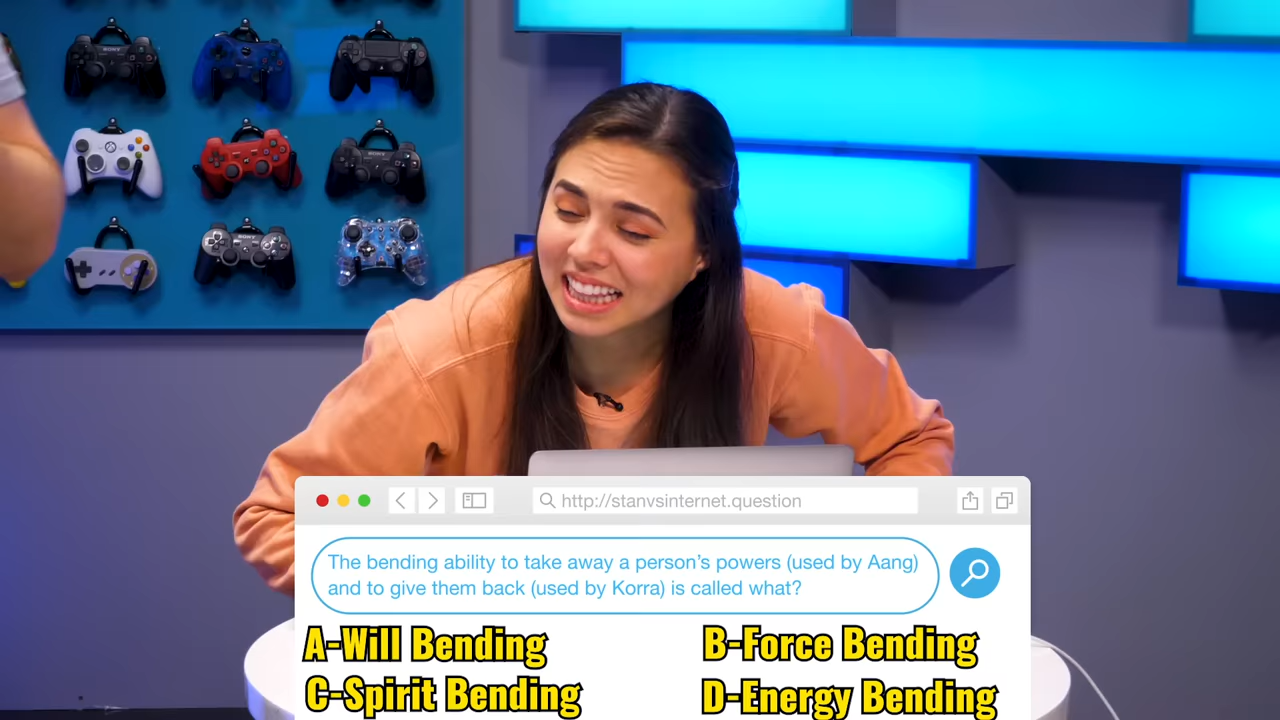 http://stanvsinternet.question
The bending ability to take away a person's powers (used by Aang)
and to give them back (used by Korra) is called what?
A-Will Bending
B-Force Bending
C-Spirit Bending
D-Energy Bending